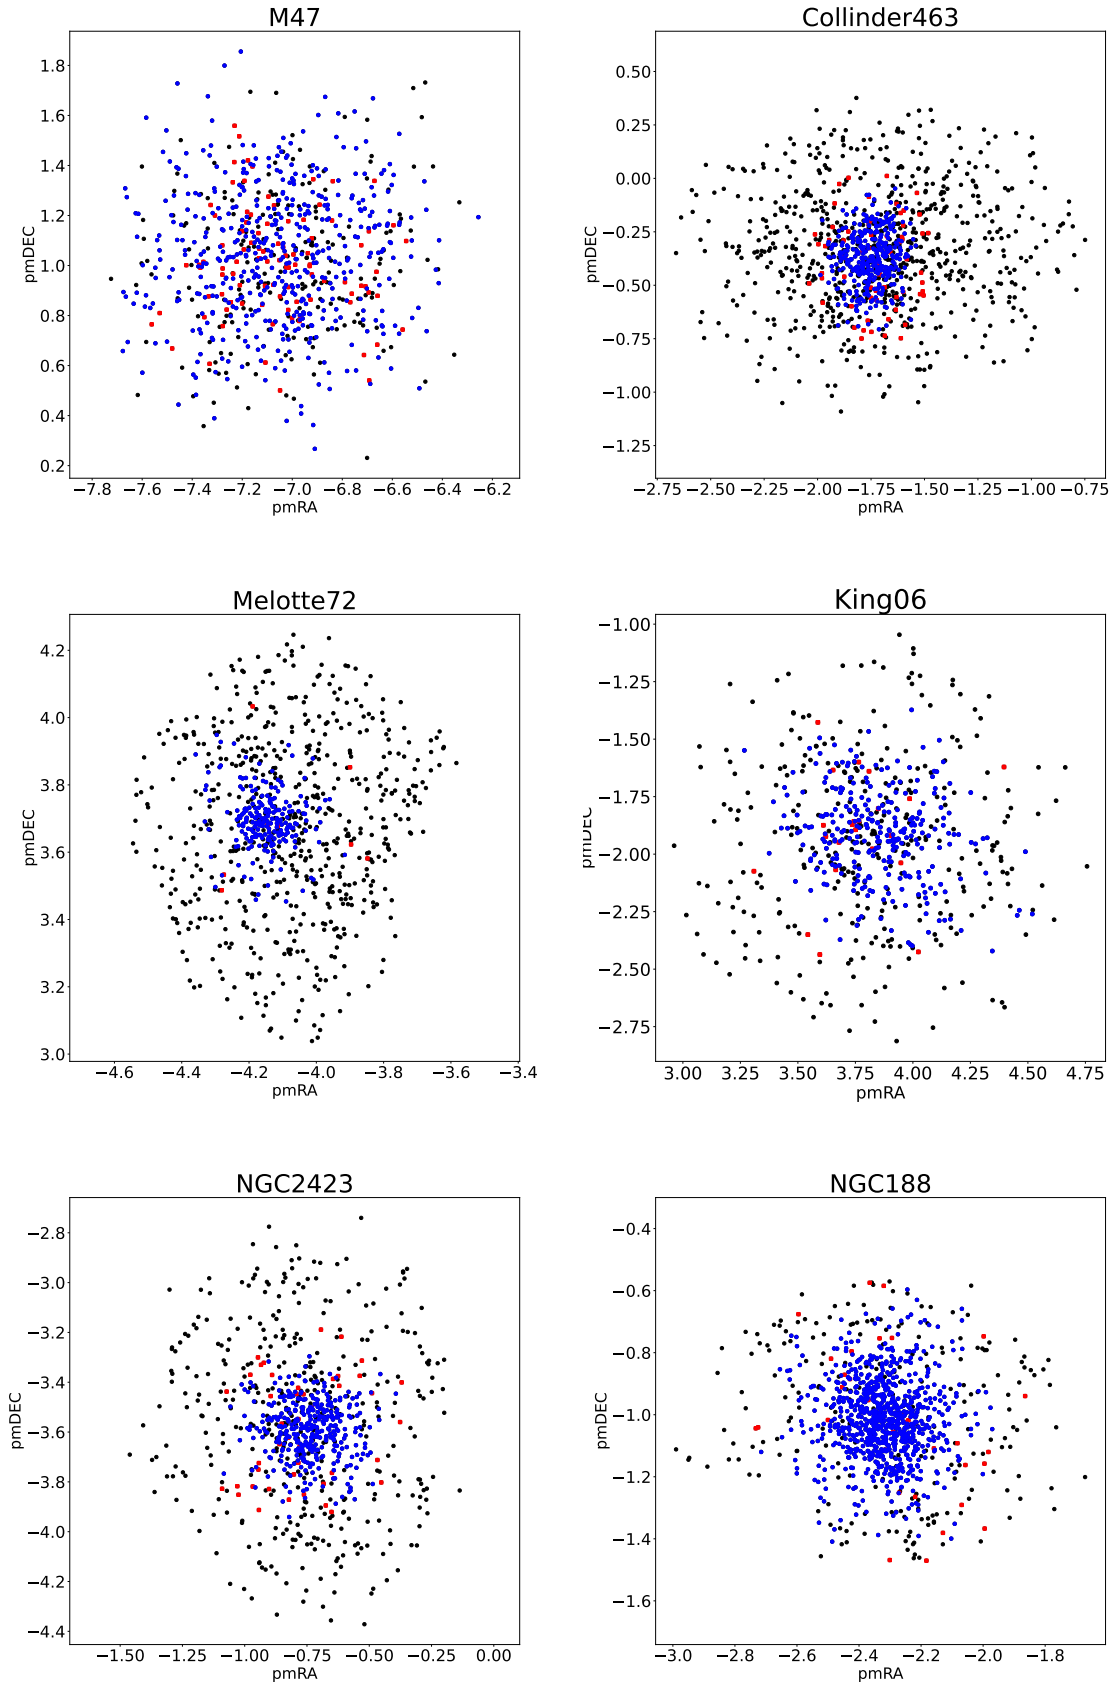 M47
Collinder463
1.8
1.6
1.4
1.2
1.0
0.8
0.6
0.4
0.2
pmDEC
−7.8 −7.6 −7.4 −7.2 −7.0 −6.8 −6.6 −6.4 −6.2
pmRA
0.50
0.25
0.00
−0.25
−0.50
−0.75
−1.00
−1.25
pmDEC
−2.75 −2.50 −2.25 −2.00 −1.75 −1.50 −1.25 −1.00 −0.75
pmRA
Melotte72
King06
4.2
4.0
3.8
3.6
3.4
3.2
3.0
pmDEC
−4.6 −4.4 −4.2 −4.0 −3.8 −3.6 −3.4
pmRA
−1.00
−1.25
−1.50
−1.75
−2.00
−2.25
−2.50
−2.75
pmDEC
3.00 3.25 3.50 3.75 4.00 4.25 4.50 4.75
pmRA
NGC2423
NGC188
−2.8
−3.0
−3.2
−3.4
−3.6
−3.8
−4.0
−4.2
−4.4
pmDEC
−1.50 −1.25 −1.00 −0.75 −0.50 −0.25 0.00
pmRA
−0.4
−0.6
−0.8
−1.0
−1.2
−1.4
−1.6
pmDEC
−3.0 −2.8 −2.6 −2.4 −2.2 −2.0 −1.8
pmRA